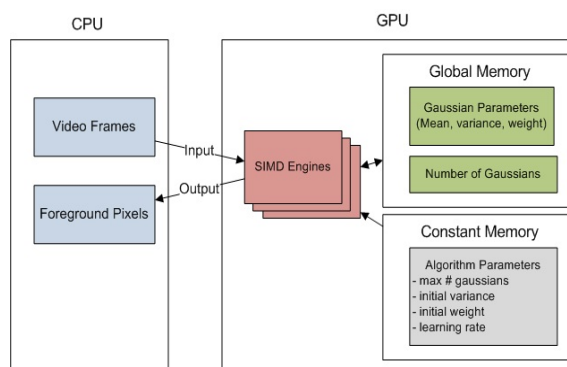 CPU
GPU
Video Frames
Foreground Pixels
Input
Output
SIMD Engines
Global Memory
Gaussian Parameters
(Mean, variance, weight)
Number of Gaussians
Constant Memory
Algorithm Parameters
- max # gaussians
- initial variance
- initial weight
- learning rate